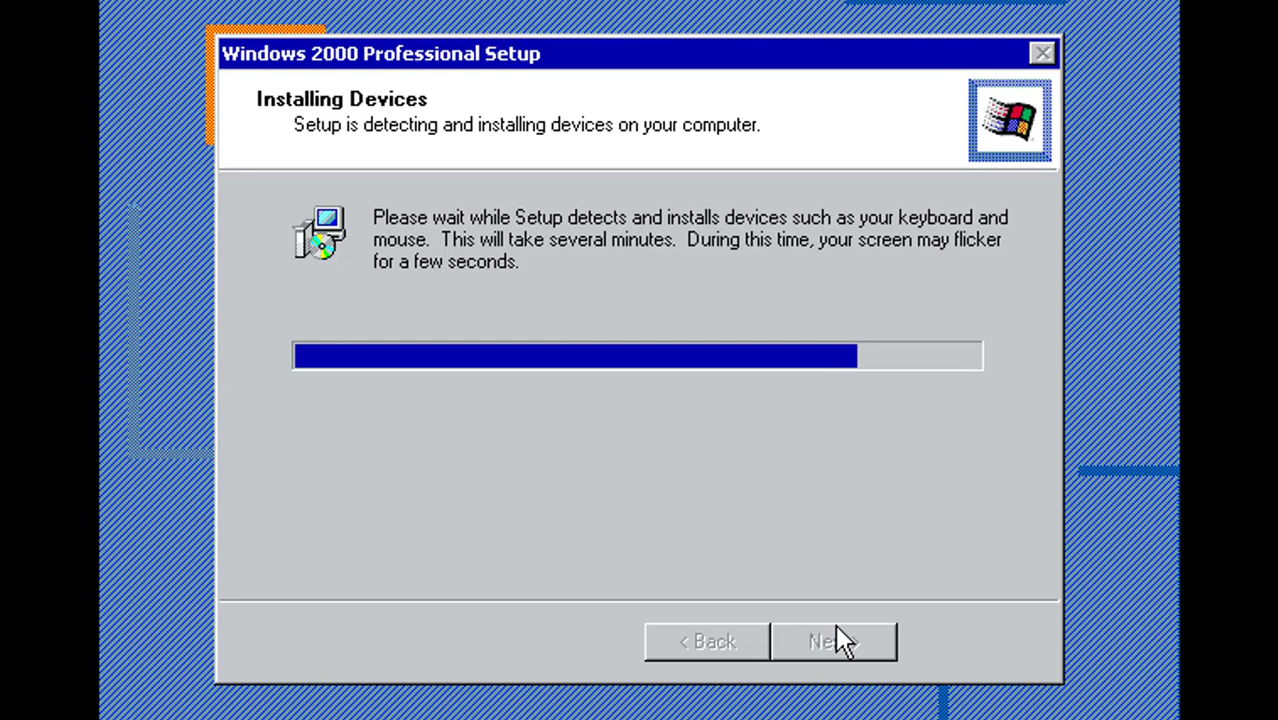 Windows 2000 Professional Setup
Installing Devices
Setup is detecting and installing devices on your computer.
Please wait while Setup detects and installs devices such as your keyboard and
mouse.  This will take several minutes.  During this time, your screen may flicker
for a few seconds.
< Back